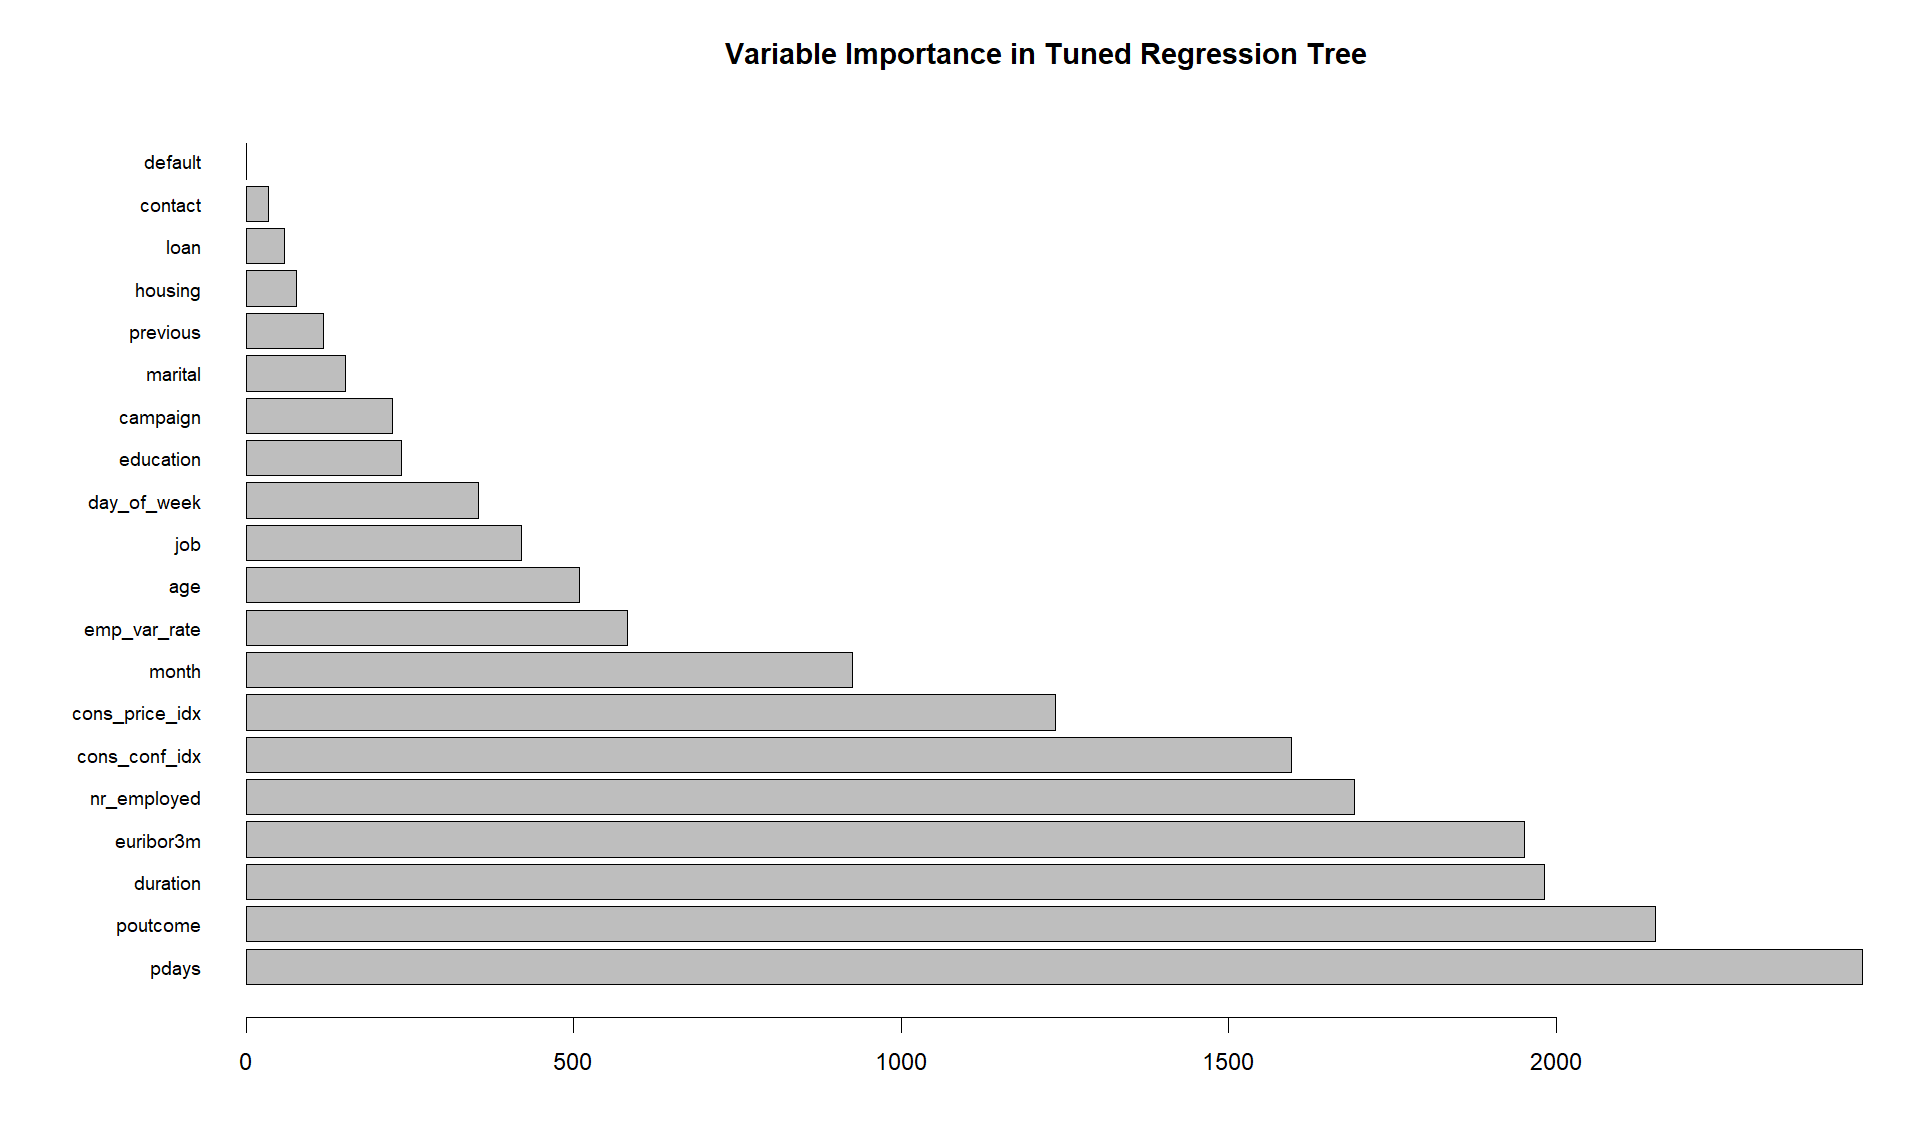 Variable Importance in Tuned Regression Tree
default
contact
loan
housing
previous
marital
campaign
education
day_of_week
job
age
emp_var_rate
month
cons_price_idx
cons_conf_idx
nr_employed
euribor3m
duration
poutcome
pdays
0 500 1000 1500 2000